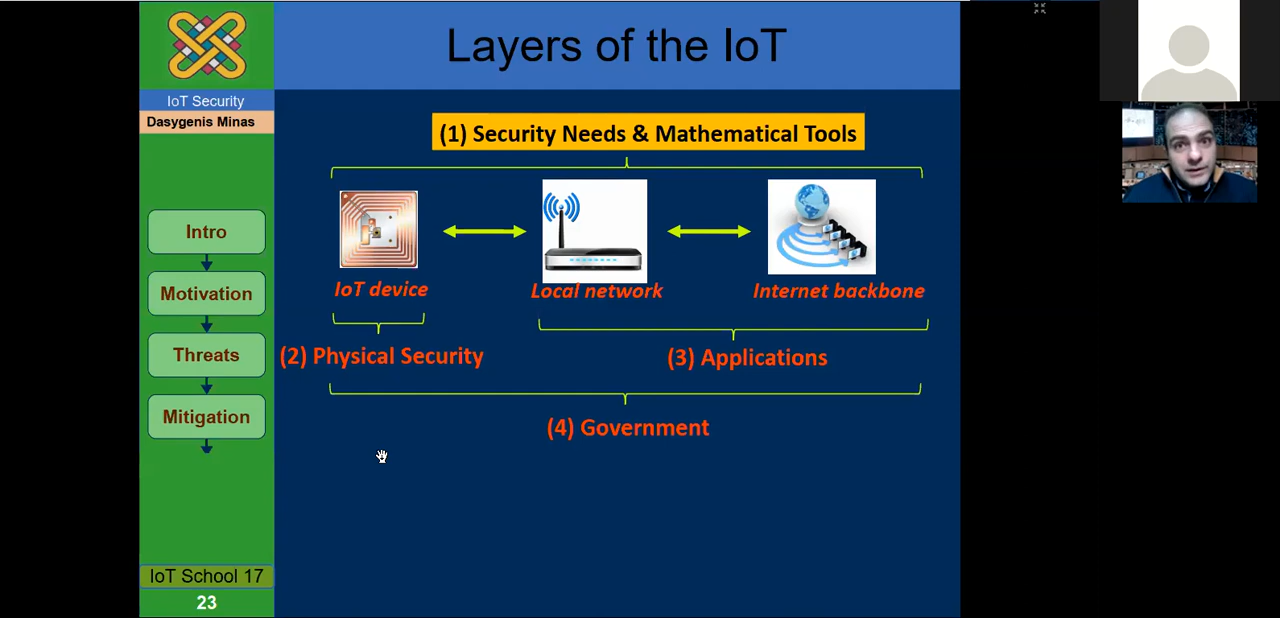 Layers of the IoT
IoT Security
Dasygenis Minas
Intro
Motivation
Threats
Mitigation
IoT School 17
23
(1) Security Needs & Mathematical Tools
IoT device
Local network
Internet backbone
(2) Physical Security
(3) Applications
(4) Government